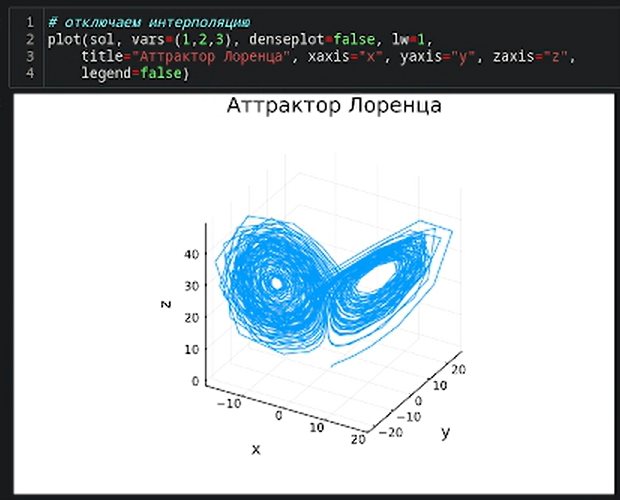 1 # отключаем интерполяцию
2 plot(sol, vars=(1,2,3), denseplot=false, lw=1,
3 title="Аттрактор Лоренца", xaxis="x", yaxis="y", zaxis="z",
4 legend=false)
Аттрактор Лоренца
40
30
20
10
0
z
-10
0
10
20
x
-20
-10
0
10
20
y